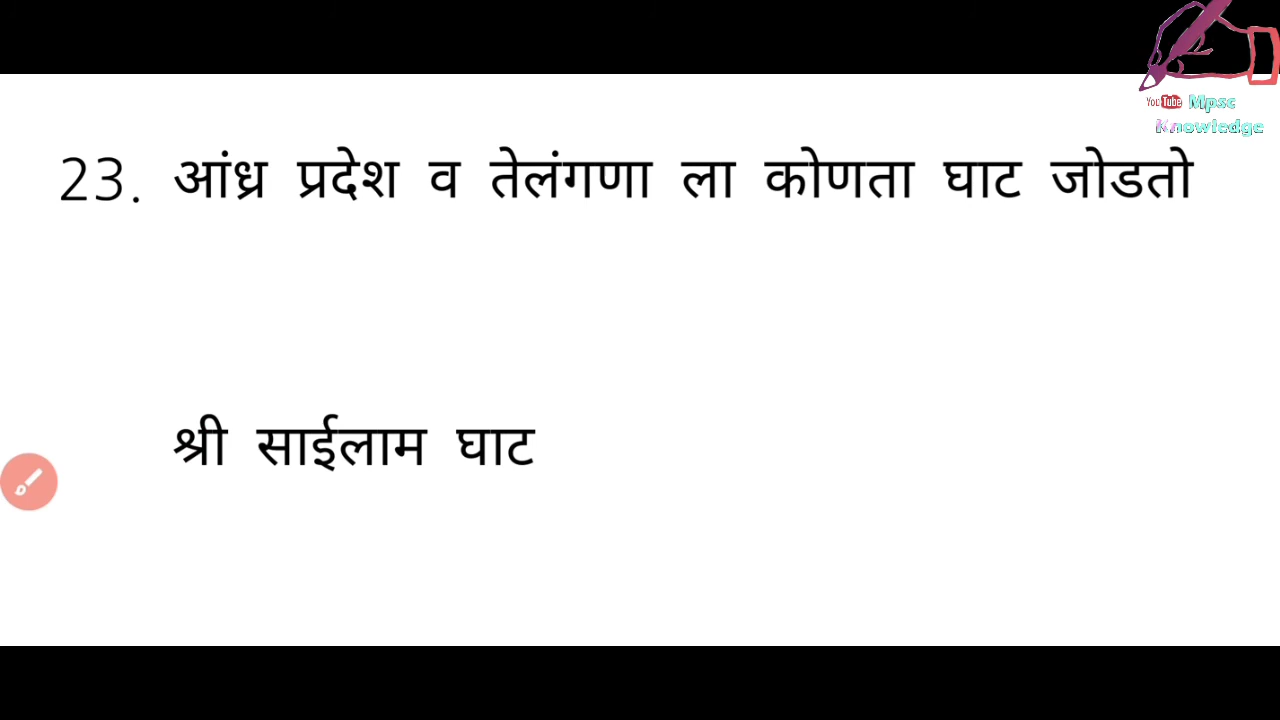 YouTube Mpsc
Knowledge
23. आंध्र प्रदेश व तेलंगणा ला कोणता घाट जोडतो
श्री साईलाम घाट